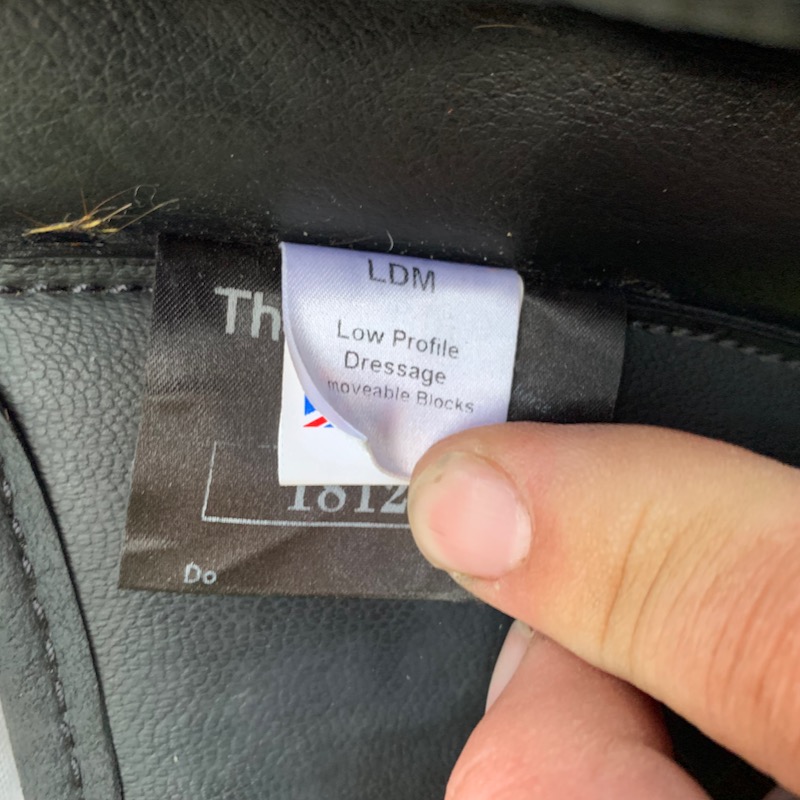 LDM
Low Profile
Dressage
moveable Blocks
Th
1812
Do